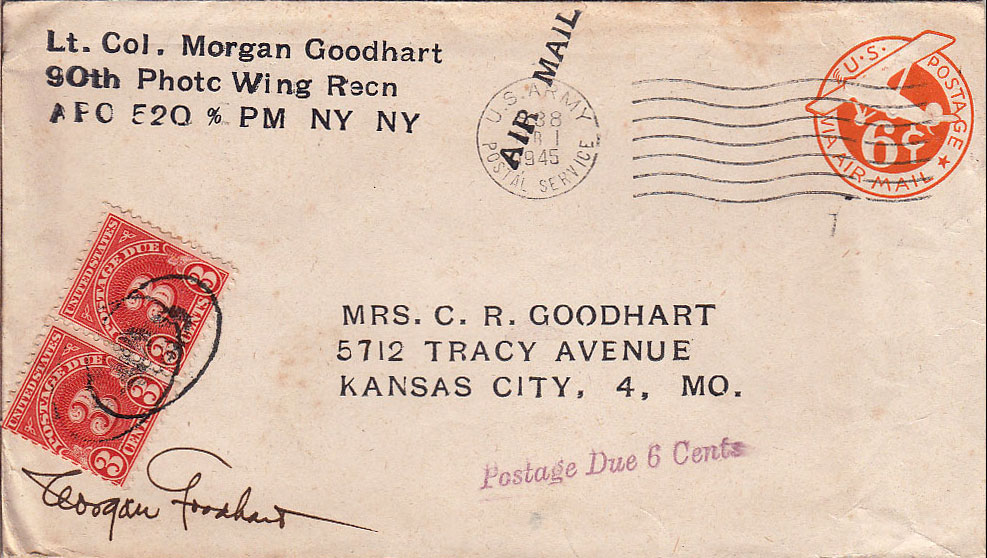 Lt. Col. Morgan Goodhart
90th Photo Wing Recn
APO 520 % PM NY NY
AIR MAIL
U.S. ARMY
1945
POSTAL SERVICE
U.S. POSTAGE
6¢
VIA AIR MAIL
UNITED STATES
POSTAGE DUE
3
3
UNITED STATES
POSTAGE DUE
3
3
MRS. C. R. GOODHART
5712 TRACY AVENUE
KANSAS CITY, 4, MO.
Postage Due 6 Cents
Morgan Goodhart